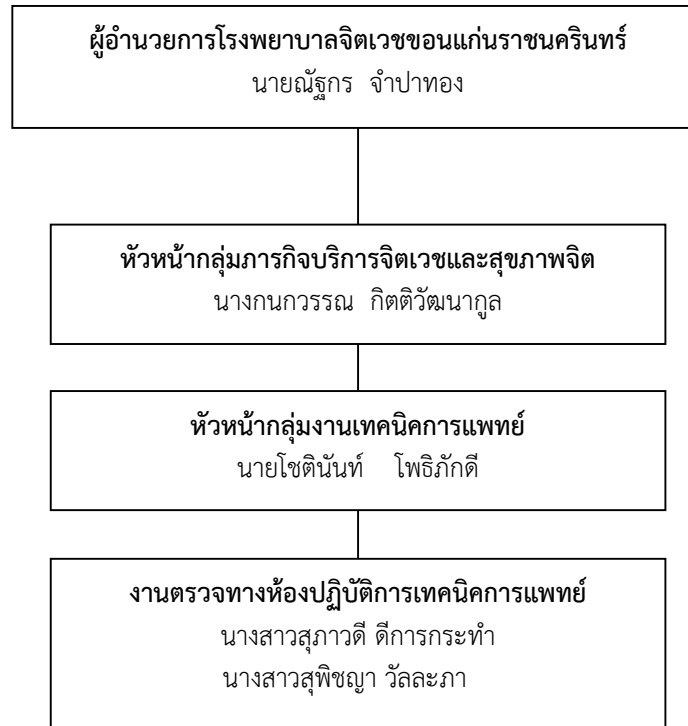 ผู้อำนวยการโรงพยาบาลจิตเวชขอนแก่นราชนครินทร์
นายณัฐกร จำปาทอง
หัวหน้ากลุ่มภารกิจบริการจิตเวชและสุขภาพจิต
นางกนกวรรณ กิตติวัฒนากูล
หัวหน้ากลุ่มงานเทคนิคการแพทย์
นายโชตินันท์ โพธิภักดี
งานตรวจทางห้องปฏิบัติการเทคนิคการแพทย์
นางสาวสุภาวดี ดีการกระทำ
นางสาวสุพิชญา วัลละภา